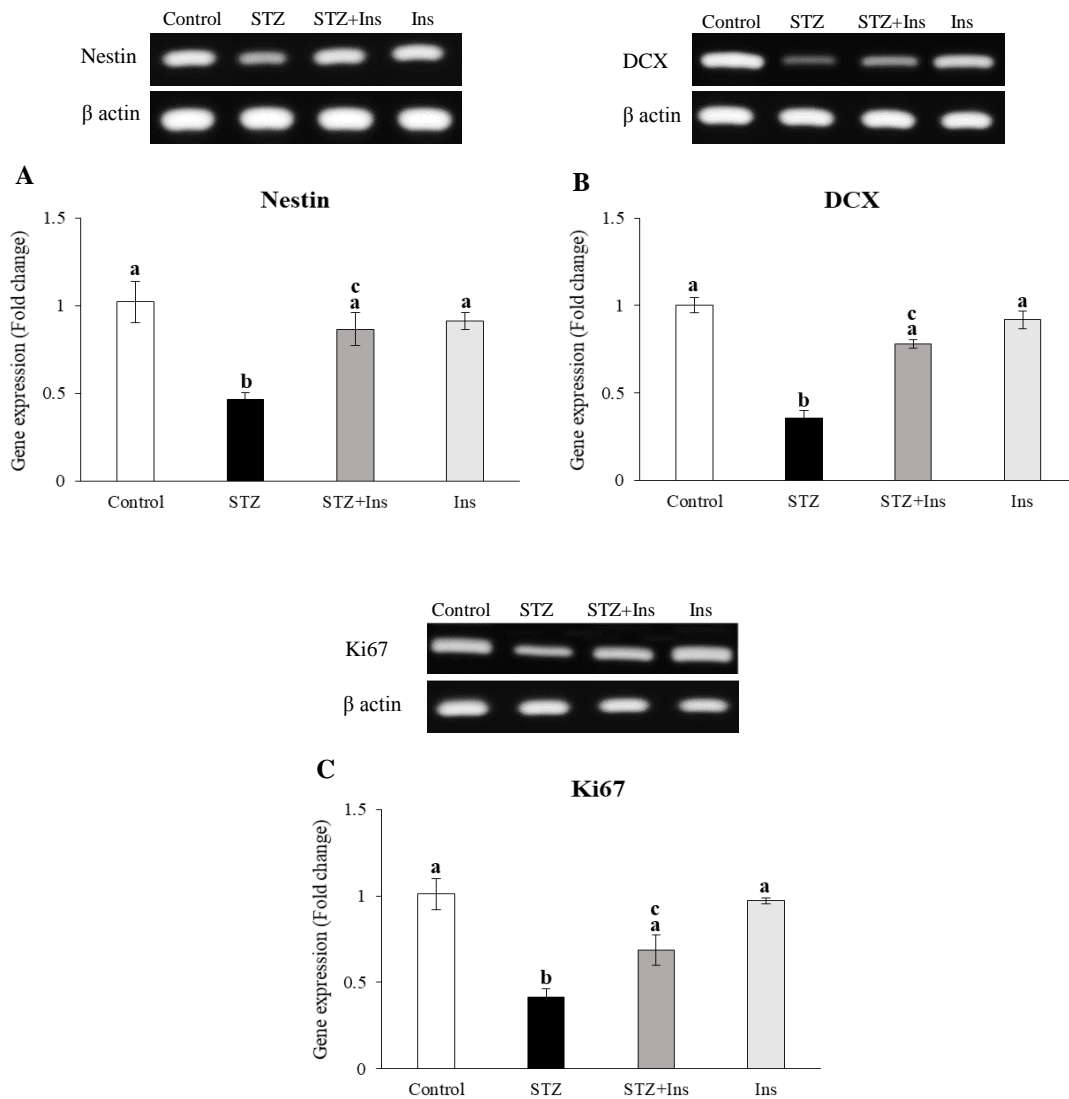 Control STZ STZ+Ins Ins
Nestin
β actin
A
Nestin
Gene expression (Fold change)
1.5
1
0.5
0
a
b
c
a
a
Control STZ STZ+Ins Ins
Control STZ STZ+Ins Ins
DCX
β actin
B
DCX
Gene expression (Fold change)
1.5
1
0.5
0
a
b
c
a
a
Control STZ STZ+Ins Ins
Control STZ STZ+Ins Ins
Ki67
β actin
C
Ki67
Gene expression (Fold change)
1.5
1
0.5
0
a
b
c
a
a
Control STZ STZ+Ins Ins